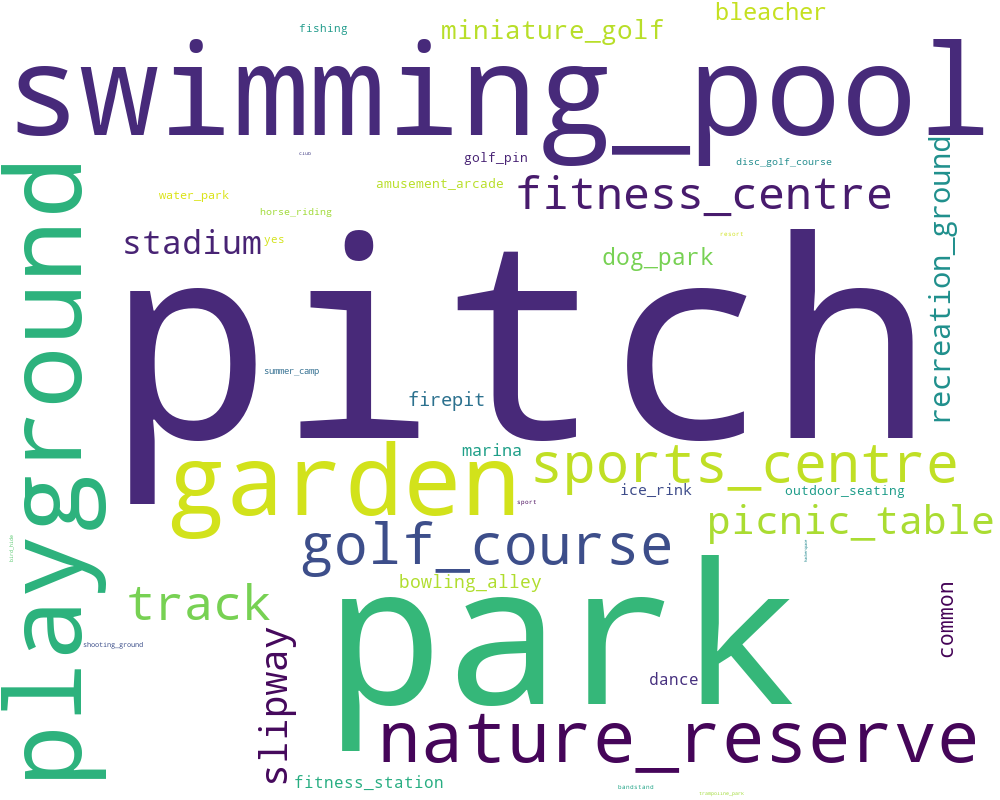 bleacher
fishing
miniature_golf
swimming_pool
golf_pin
disc_golf_course
amusement_arcade
fitness_centre
water_park
horse_riding
recreation_ground
stadium
yes
resort
dog_park
playground
pitch
summer_camp
firepit
garden
marina
sports_centre
ice_rink
outdoor_seating
sport
picnic_table
golf_course
bird_hide
bowling_alley
track
park
common
shooting_ground
slipway
dance
nature_reserve
fitness_station
bandstand
trampoline_park